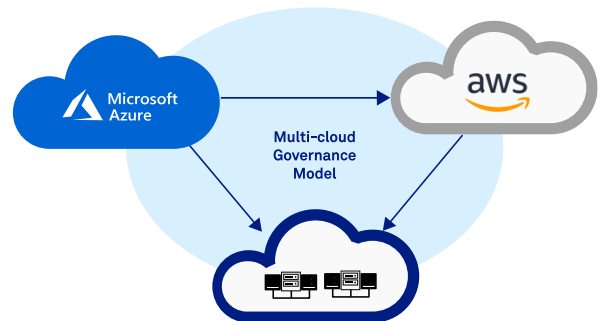 Microsoft
Azure
aws
Multi-cloud
Governance
Model